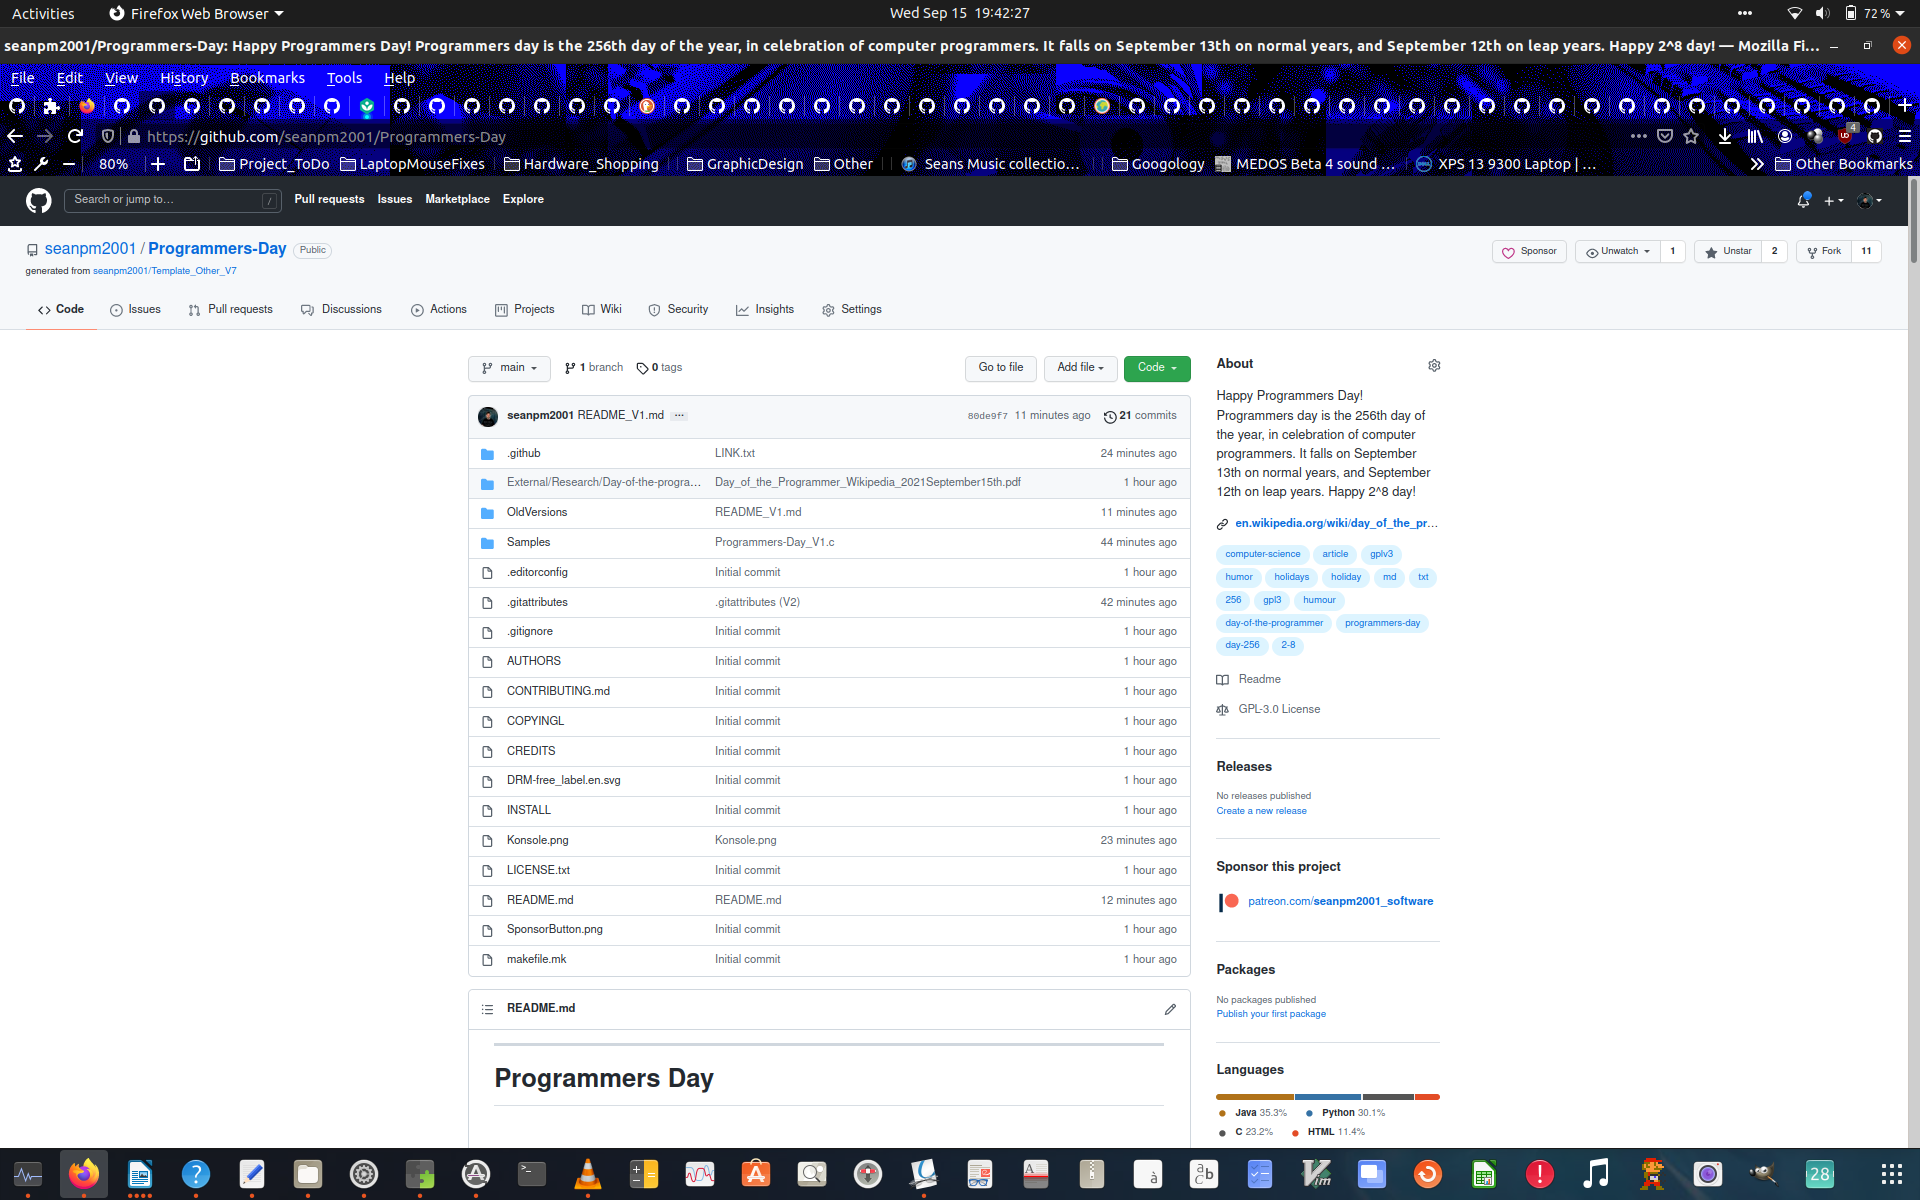 Activities Firefox Web Browser Wed Sep 15 19:42:27 72 %
seanpm2001/Programmers-Day: Happy Programmers Day! Programmers day is the 256th day of the year, in celebration of computer programmers. It falls on September 13th on normal years, and September 12th on leap years. Happy 2^8 day! — Mozilla Fi...
File Edit View History Bookmarks Tools Help
https://github.com/seanpm2001/Programmers-Day 4
80% Project_ToDo LaptopMouseFixes Hardware_Shopping GraphicDesign Other Seans Music collectio... Googology MEDOS Beta 4 sound ... XPS 13 9300 Laptop | ... Other Bookmarks
Search or jump to... / Pull requests Issues Marketplace Explore
seanpm2001 / Programmers-Day Public Sponsor Unwatch 1 Unstar 2 Fork 11
generated from seanpm2001/Template_Other_V7
Code Issues Pull requests Discussions Actions Projects Wiki Security Insights Settings
main 1 branch 0 tags Go to file Add file Code
seanpm2001 README_V1.md ... 80de9f7 11 minutes ago 21 commits
.github LINK.txt 24 minutes ago
External/Research/Day-of-the-progra... Day_of_the_Programmer_Wikipedia_2021September15th.pdf 1 hour ago
OldVersions README_V1.md 11 minutes ago
Samples Programmers-Day_V1.c 44 minutes ago
.editorconfig Initial commit 1 hour ago
.gitattributes .gitattributes (V2) 42 minutes ago
.gitignore Initial commit 1 hour ago
AUTHORS Initial commit 1 hour ago
CONTRIBUTING.md Initial commit 1 hour ago
COPYINGL Initial commit 1 hour ago
CREDITS Initial commit 1 hour ago
DRM-free_label.en.svg Initial commit 1 hour ago
INSTALL Initial commit 1 hour ago
Konsole.png Konsole.png 23 minutes ago
LICENSE.txt Initial commit 1 hour ago
README.md README.md 12 minutes ago
SponsorButton.png Initial commit 1 hour ago
makefile.mk Initial commit 1 hour ago
README.md
Programmers Day
About
Happy Programmers Day!
Programmers day is the 256th day of
the year, in celebration of computer
programmers. It falls on September
13th on normal years, and September
12th on leap years. Happy 2^8 day!
en.wikipedia.org/wiki/day_of_the_pr...
computer-science article gplv3
humor holidays holiday md txt
256 gpl3 humour
day-of-the-programmer programmers-day
day-256 2-8
Readme
GPL-3.0 License
Releases
No releases published
Create a new release
Sponsor this project
patreon.com/seanpm2001_software
Packages
No packages published
Publish your first package
Languages
Java 35.3% Python 30.1%
C 23.2% HTML 11.4%
28